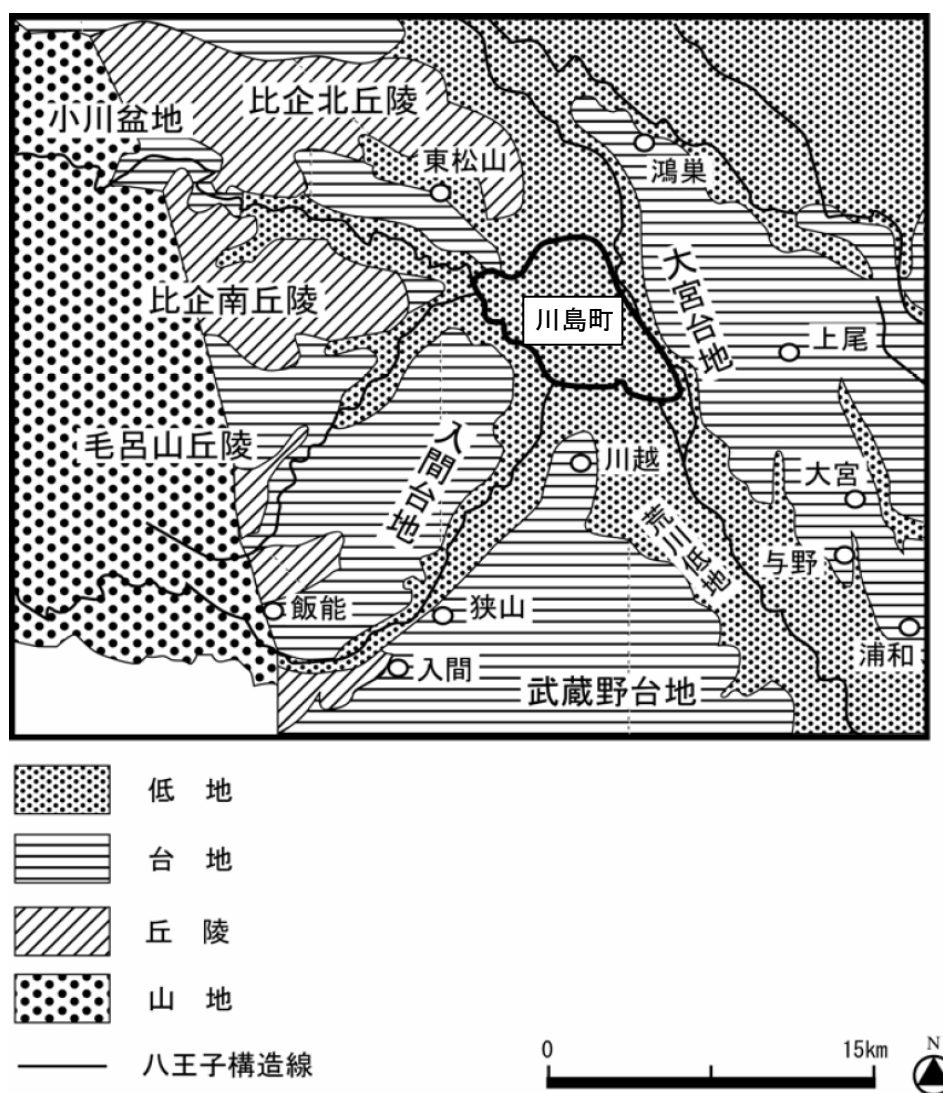 比企北丘陵
小川盆地
東松山
鴻巣
大宮台地
比企南丘陵
川島町
上尾
毛呂山丘陵
入間台地
川越
大宮
荒川低地
与野
飯能
狭山
浦和
入間
武蔵野台地
低 地
台 地
丘 陵
山 地
八王子構造線
0 15km
N